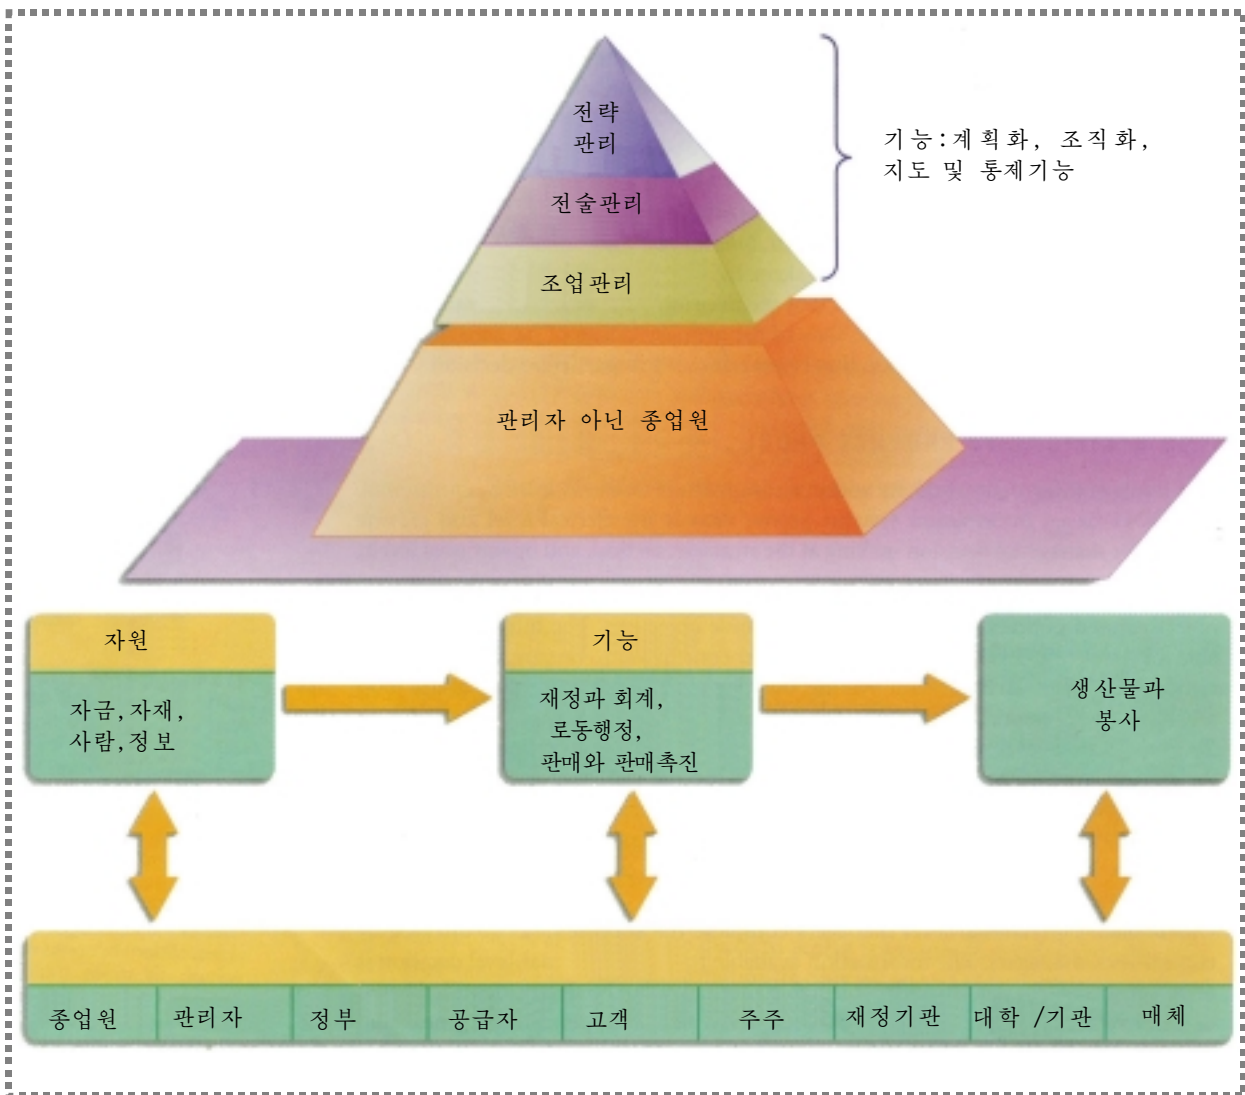 전략
관리
기능:계획화, 조직화,
지도 및 통제기능
전술관리
조업관리
관리자 아닌 종업원
자원
자금,자재,
사람,정보
기능
재정과 회계,
로동행정,
판매와 판매촉진
생산물과
봉사
종업원 관리자 정부 공급자 고객 주주 재정기관 대학 /기관 매체